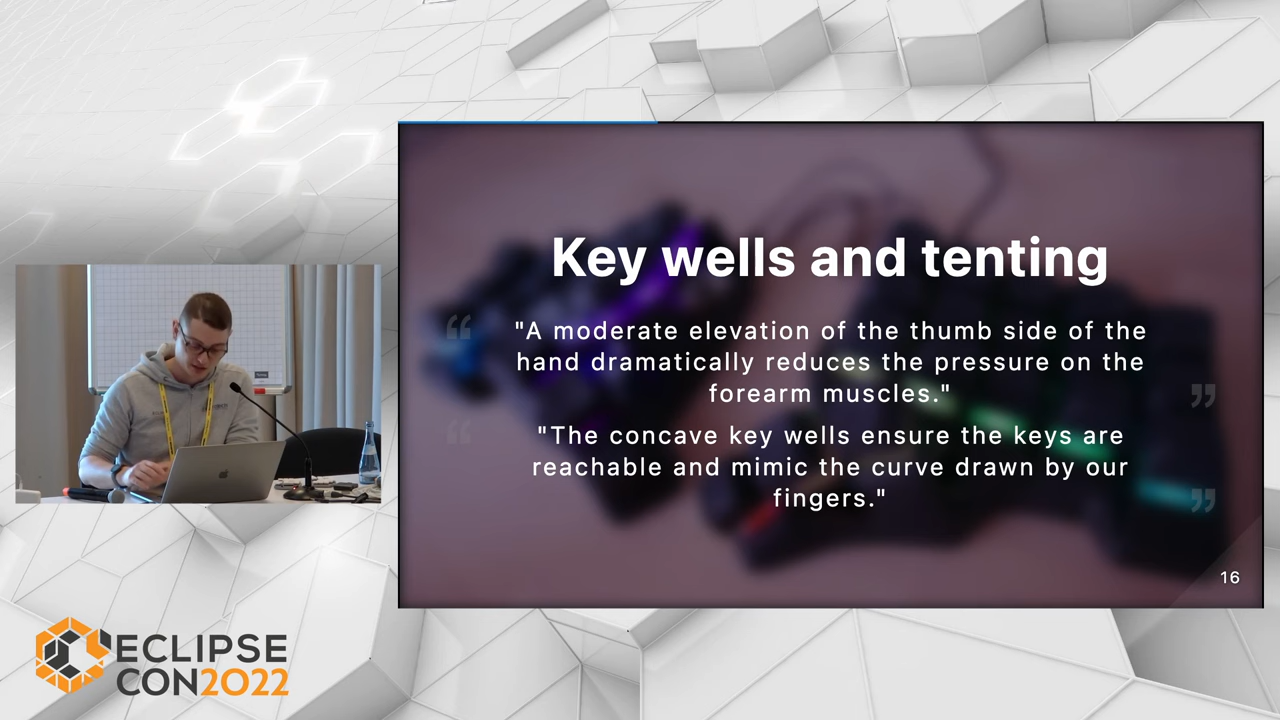 Key wells and tenting
"A moderate elevation of the thumb side of the
hand dramatically reduces the pressure on the
forearm muscles."
"The concave key wells ensure the keys are
reachable and mimic the curve drawn by our
fingers."
16
ECLIPSE
CON2022